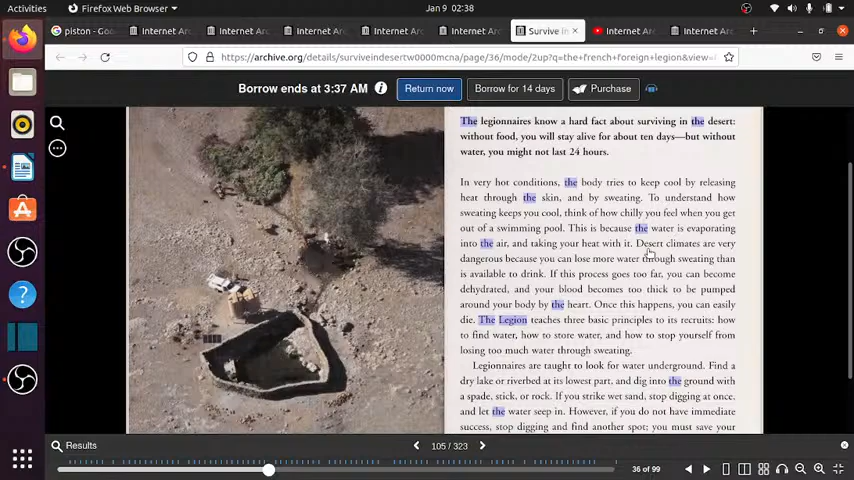 Activities
Firefox Web Browser
Jan 9 02:38
piston - Goo
Internet Ar
Internet Ar
Internet Ar
Internet Ar
Survive in
Internet Ar
Internet Ar
https://archive.org/details/surviveindesertw0000mcna/page/36/mode/2up?q=the+french+foreign+legion&view=
Borrow ends at 3:37 AM
Return now
Borrow for 14 days
Purchase
The legionnaires know a hard fact about surviving in the desert:
without food, you will stay alive for about ten days—but without
water, you might not last 24 hours.
In very hot conditions, the body tries to keep cool by releasing
heat through the skin, and by sweating. To understand how
sweating keeps you cool, think of how chilly you feel when you get
out of a swimming pool. This is because the water is evaporating
into the air, and taking your heat with it. Desert climates are very
dangerous because you can lose more water through sweating than
is available to drink. If this process goes too far, you can become
dehydrated, and your blood becomes too thick to be pumped
around your body by the heart. Once this happens, you can easily
die. The Legion teaches three basic principles to its recruits: how
to find water, how to store water, and how to stop yourself from
losing too much water through sweating.
Legionnaires are taught to look for water underground. Find a
dry lake or riverbed at its lowest part, and dig into the ground with
a spade, stick, or rock. If you strike wet sand, stop digging at once,
and let the water seep in. However, if you do not have immediate
success, stop digging and find another spot; you must save your
Results
105 / 323
36 of 99